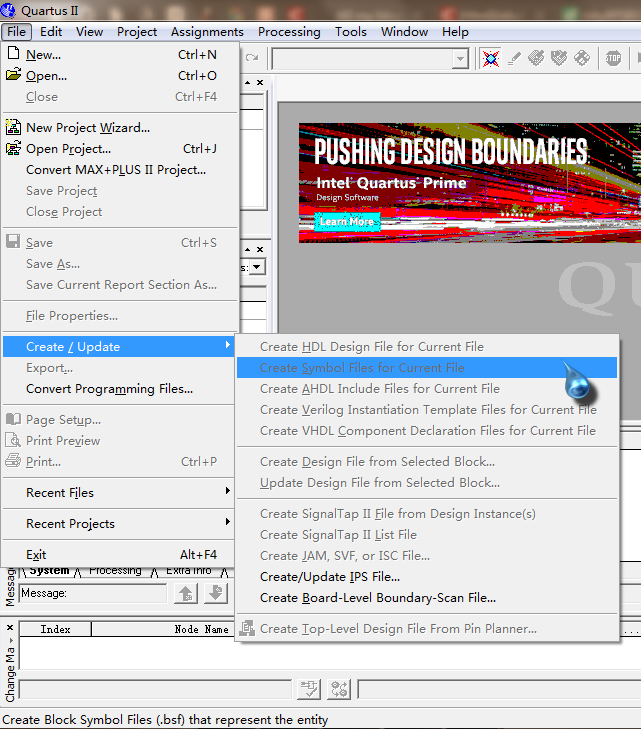 Quartus II
File Edit View Project Assignments Processing Tools Window Help
New... Ctrl+N
Open... Ctrl+O
Close Ctrl+F4
New Project Wizard...
Open Project... Ctrl+J
Convert MAX+PLUS II Project...
Save Project
Close Project
Save Ctrl+S
Save As...
Save Current Report Section As...
File Properties...
Create / Update
Export...
Convert Programming Files...
Page Setup...
Print Preview
Print... Ctrl+P
Recent Files
Recent Projects
Exit Alt+F4
STOP
PUSHING DESIGN BOUNDARIES
Intel® Quartus® Prime
Design Software
Learn More
QU
s:
Create HDL Design File for Current File
Create Symbol Files for Current File
Create AHDL Include Files for Current File
Create Verilog Instantiation Template Files for Current File
Create VHDL Component Declaration Files for Current File
Create Design File from Selected Block...
Update Design File from Selected Block...
Create SignalTap II File from Design Instance(s)
Create SignalTap II List File
Create JAM, SVF, or ISC File...
Create/Update IPS File...
Create Board-Level Boundary-Scan File...
Create Top-Level Design File From Pin Planner...
System Processing Extra Info
Message
Message:
Index Node Name
Change Ma
Create Block Symbol Files (.bsf) that represent the entity